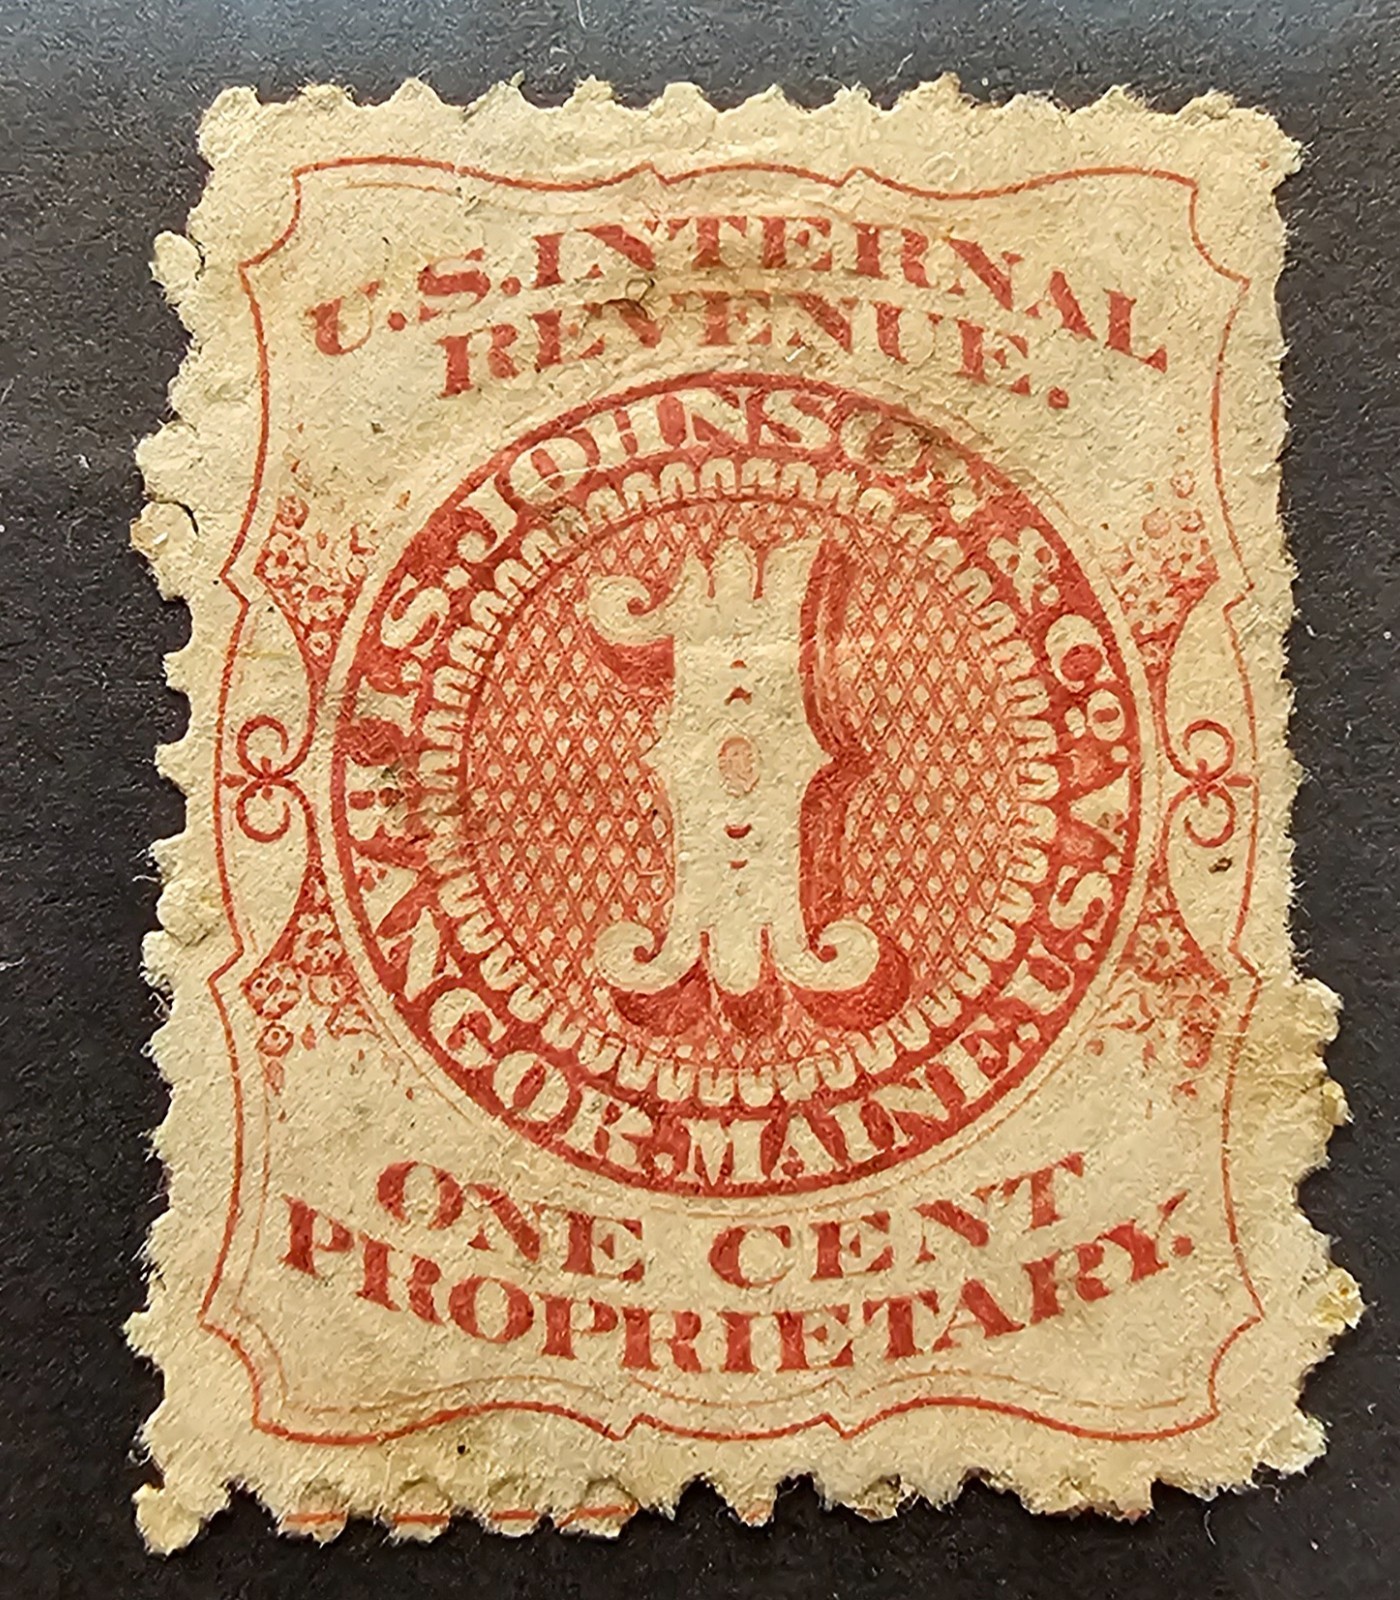 U.S. INTERNAL
REVENUE.
I.S. JOHNSON & Co's.
BANGOR. MAINE, U.S.A.
1
ONE CENT
PROPRIETARY.